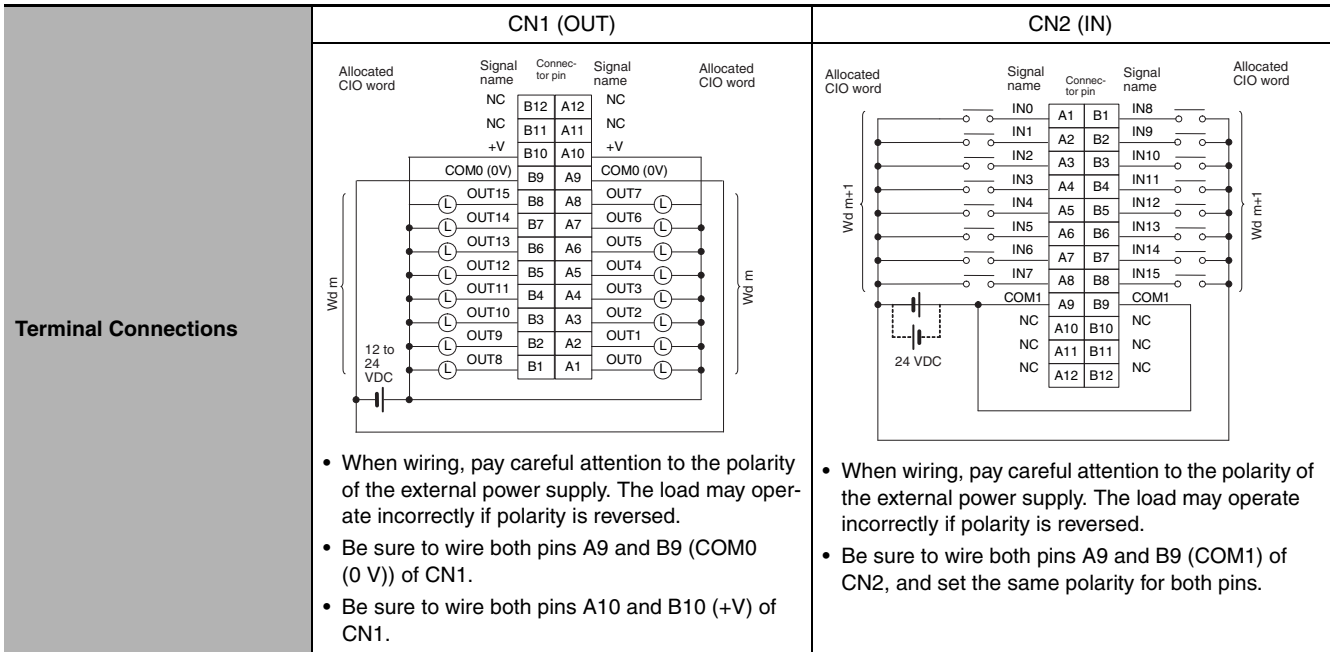 CN1 (OUT)
CN2 (IN)
Terminal Connections
Allocated
CIO word
Signal
name
Connec-
tor pin
Signal
name
Allocated
CIO word
NC B12 A12 NC
NC B11 A11 NC
+V B10 A10 +V
COM0 (0V) B9 A9 COM0 (0V)
OUT15 B8 A8 OUT7
L L
OUT14 B7 A7 OUT6
L L
OUT13 B6 A6 OUT5
L L
OUT12 B5 A5 OUT4
L L
OUT11 B4 A4 OUT3
L L
OUT10 B3 A3 OUT2
L L
OUT9 B2 A2 OUT1
L L
OUT8 B1 A1 OUT0
L L
Wd m
Wd m
12 to
24
VDC
• When wiring, pay careful attention to the polarity
of the external power supply. The load may oper-
ate incorrectly if polarity is reversed.
• Be sure to wire both pins A9 and B9 (COM0
(0 V)) of CN1.
• Be sure to wire both pins A10 and B10 (+V) of
CN1.
Allocated
CIO word
Signal
name
Connec-
tor pin
Signal
name
Allocated
CIO word
IN0 A1 B1 IN8
IN1 A2 B2 IN9
IN2 A3 B3 IN10
IN3 A4 B4 IN11
IN4 A5 B5 IN12
IN5 A6 B6 IN13
IN6 A7 B7 IN14
IN7 A8 B8 IN15
COM1 A9 B9 COM1
NC A10 B10 NC
NC A11 B11 NC
NC A12 B12 NC
Wd m+1
Wd m+1
24 VDC
• When wiring, pay careful attention to the polarity of
the external power supply. The load may operate
incorrectly if polarity is reversed.
• Be sure to wire both pins A9 and B9 (COM1) of
CN2, and set the same polarity for both pins.